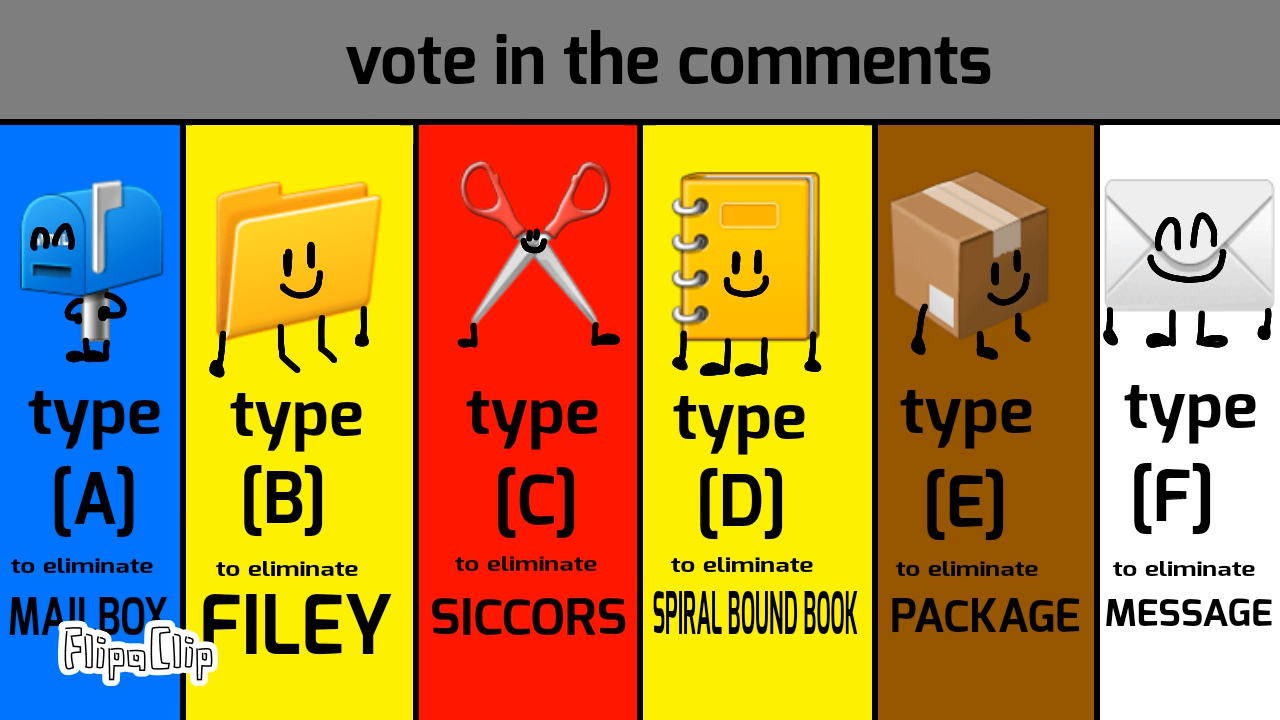 vote in the comments
type
[A]
to eliminate
MAILBOX
type
[B]
to eliminate
FILEY
type
[C]
to eliminate
SICCORS
type
[D]
to eliminate
SPIRAL BOUND BOOK
type
[E]
to eliminate
PACKAGE
type
[F]
to eliminate
MESSAGE
FlipaClip